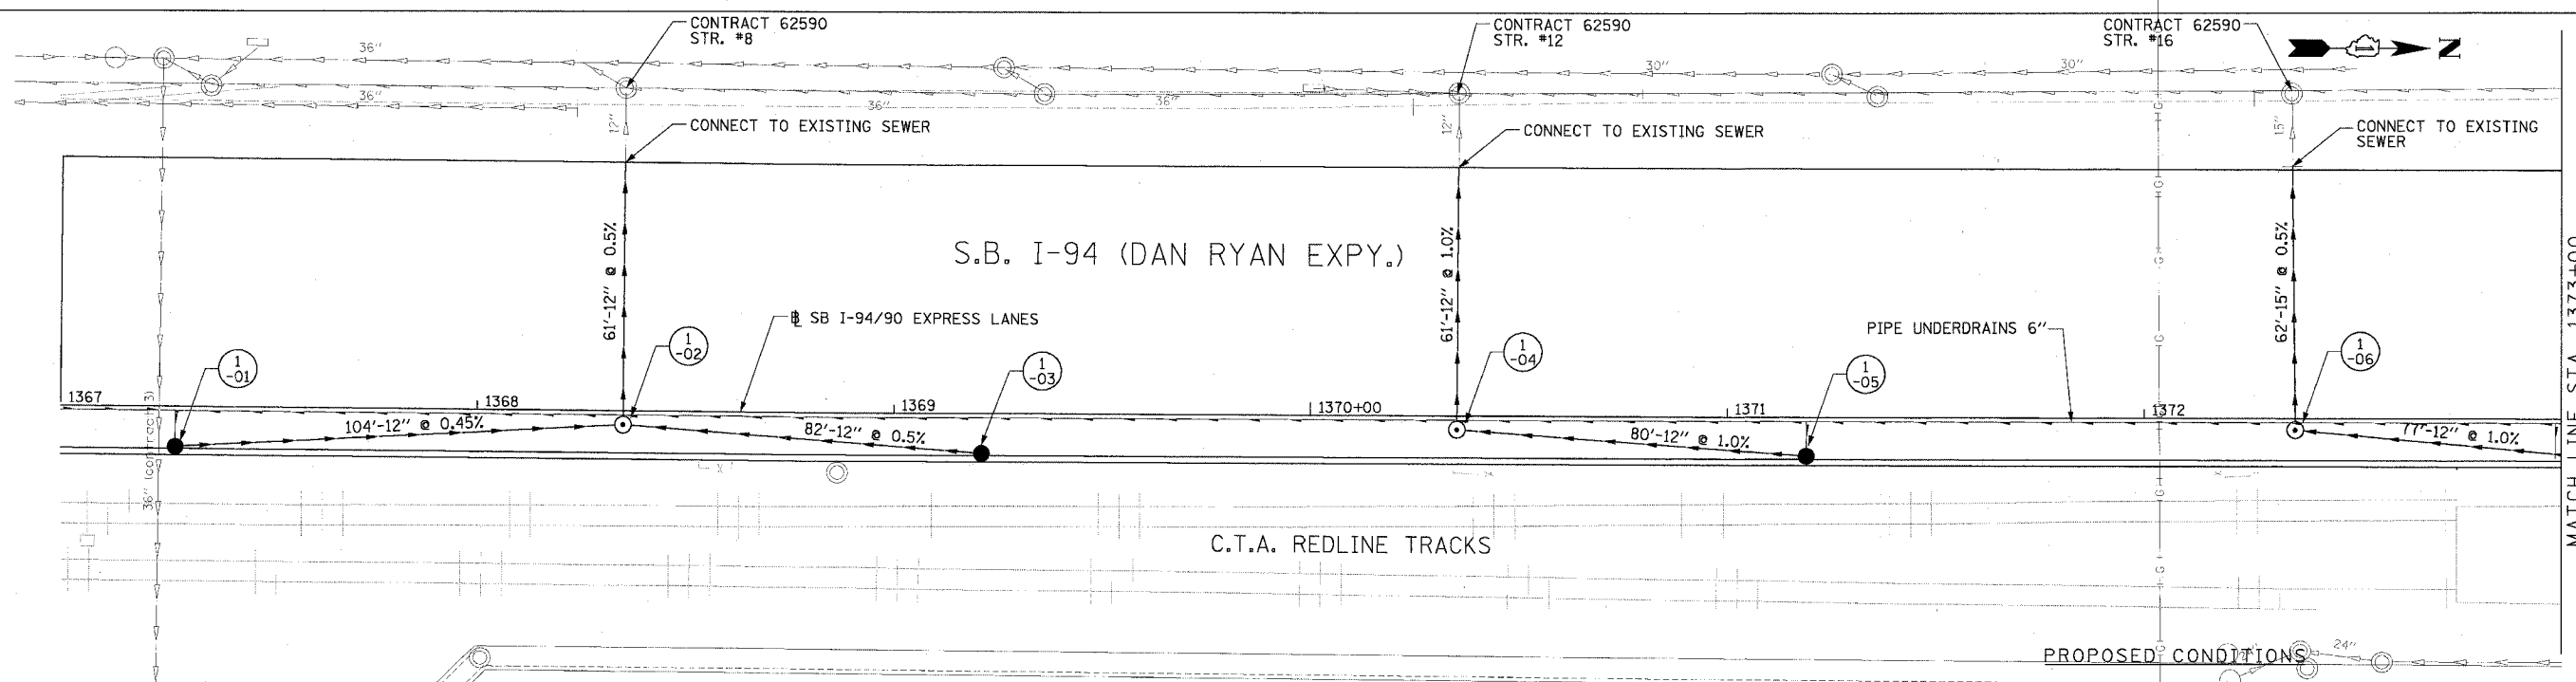 CONTRACT 62590
STR. #8
CONTRACT 62590
STR. #12
CONTRACT 62590
STR. #16
N
36"
30"
30"
36"
36"
36"
12"
12"
15"
CONNECT TO EXISTING SEWER
CONNECT TO EXISTING SEWER
CONNECT TO EXISTING
SEWER
61'-12" @ 0.5%
S.B. I-94 (DAN RYAN EXPY.)
61'-12" @ 1.0%
62'-15" @ 0.5%
SB I-94/90 EXPRESS LANES
PIPE UNDERDRAINS 6"
1
-01
1
-02
1
-03
1
-04
1
-05
1
-06
1367
1368
1369
1370+00
1371
1372
104'-12" @ 0.45%
82'-12" @ 0.5%
80'-12" @ 1.0%
77'-12" @ 1.0%
36" (contract 3)
MATCH LINE STA 1373+00
G
G
G
G
G
G
G
C.T.A. REDLINE TRACKS
PROPOSED CONDITIONS
24"